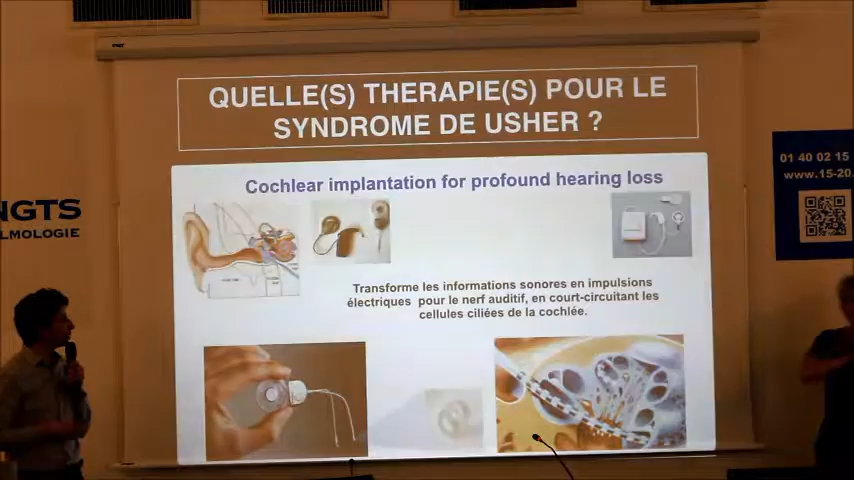 QUELLE(S) THERAPIE(S) POUR LE
SYNDROME DE USHER ?
Cochlear implantation for profound hearing loss
Transforme les informations sonores en impulsions
électriques pour le nerf auditif, en court-circuitant les
cellules ciliées de la cochlée.
NGTS
LMOLOGIE
01 40 02 15
www.15-20.